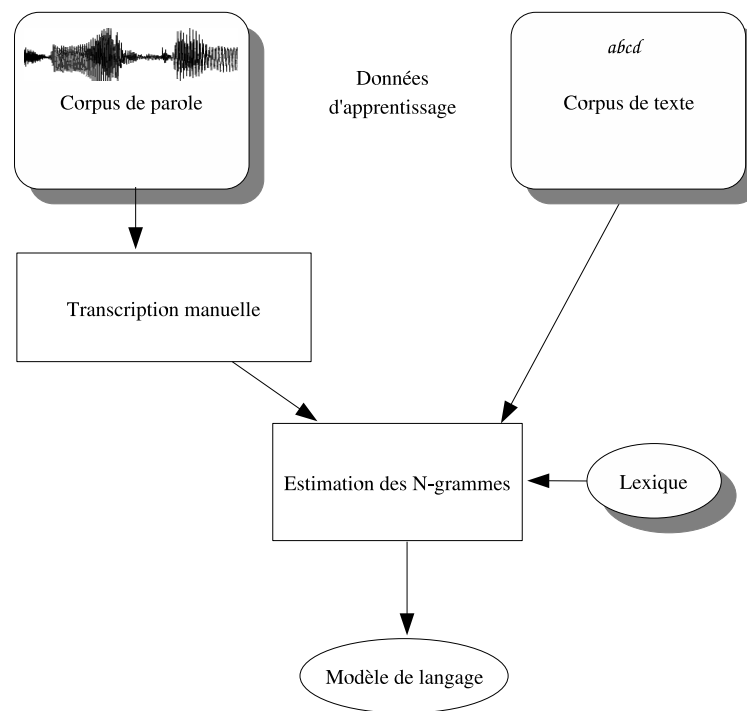 abcd
Corpus de parole
Données
d'apprentissage
Corpus de texte
Transcription manuelle
Estimation des N-grammes
Lexique
Modèle de langage